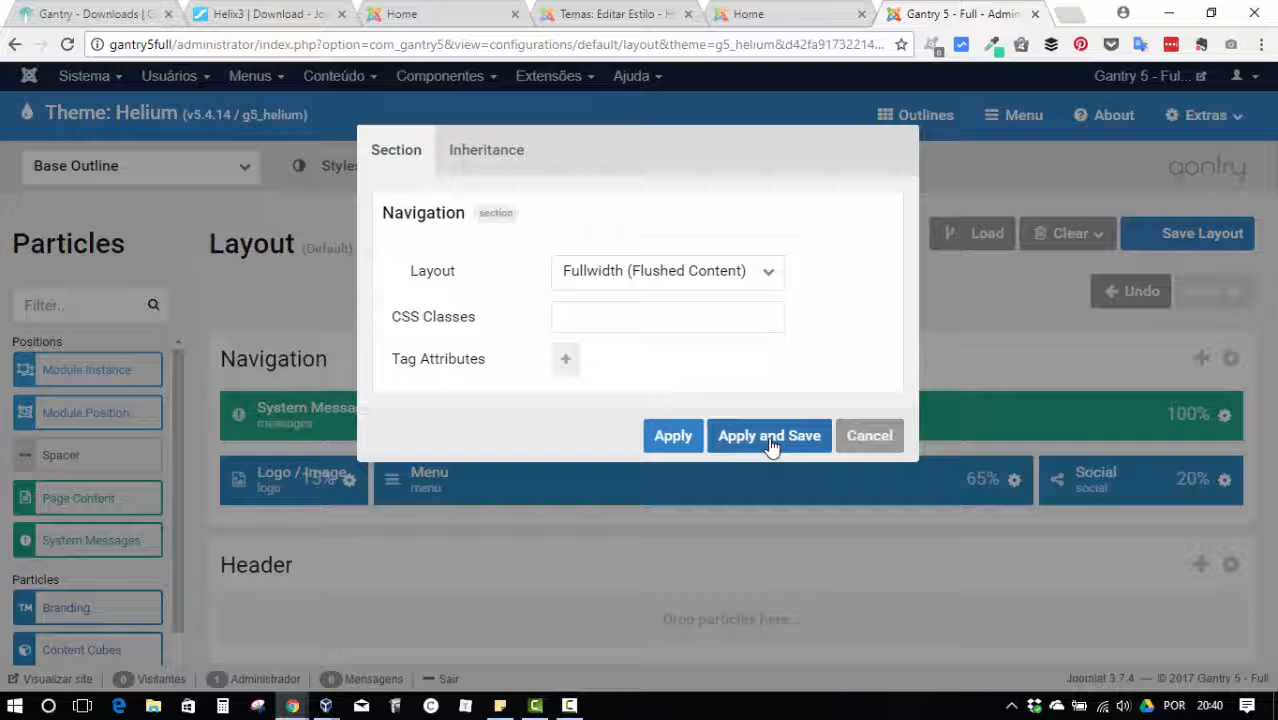 Gantry - Downloads | G
Helix3 | Download - Jo
Home
Temas: Editar Estilo -
Home
Gantry 5 - Full - Admin
gantry5full/administrator/index.php?option=com_gantry5&view=configurations/default/layout&theme=g5_helium&d42fa91732214...
Sistema
Usuários
Menus
Conteúdo
Componentes
Extensões
Ajuda
Gantry 5 - Ful...
Theme: Helium (v5.4.14 / g5_helium)
Outlines
Menu
About
Extras
Base Outline
Styles
gantry
Section
Inheritance
Navigation section
Layout
Fullwidth (Flushed Content)
CSS Classes
Tag Attributes
Apply
Apply and Save
Cancel
Particles
Filter...
Positions
Module Instance
Module Position
Spacer
Page Content
System Messages
Particles
TM Branding
Content Cubes
Layout (Default)
Load
Clear
Save Layout
Undo
Navigation
System Messa
messages
100%
Logo / Image
logo
15%
Menu
menu
65%
Social
social
20%
Header
Drop particles here...
Visualizar site
0 Visitantes
1 Administrador
0 Mensagens
Sair
Joomla! 3.7.4 — © 2017 Gantry 5 - Full
POR
20:40